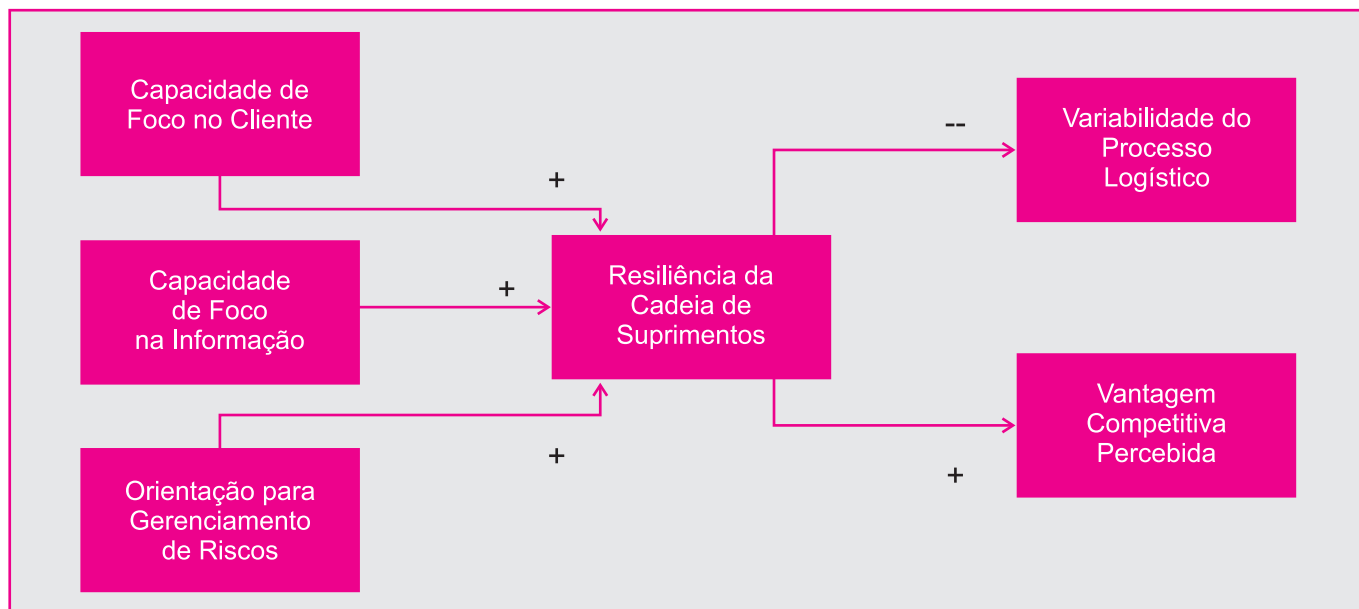 Capacidade de
Foco no Cliente
+
Capacidade
de Foco
na Informação
+
Orientação para
Gerenciamento
de Riscos
+
Resiliência da
Cadeia de
Suprimentos
--
Variabilidade do
Processo
Logístico
+
Vantagem
Competitiva
Percebida